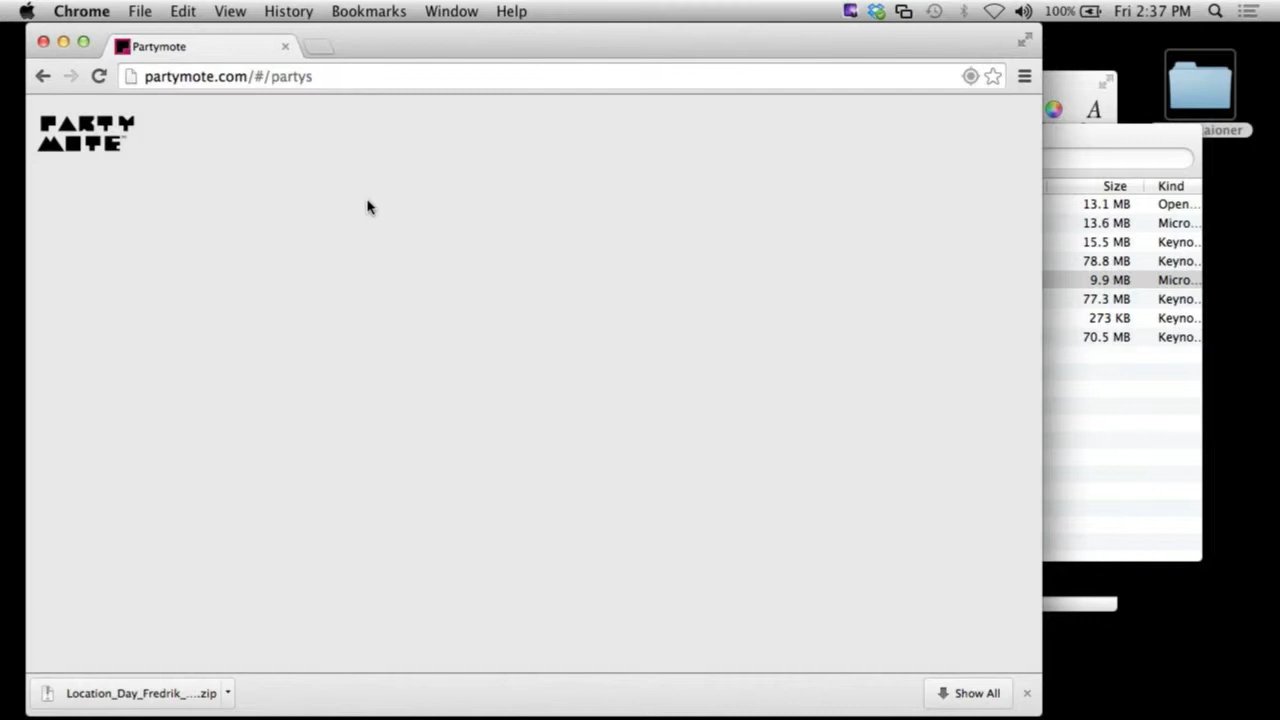 Chrome File Edit View History Bookmarks Window Help 100% Fri 2:37 PM
Partymote
partymote.com/#/partys
PARTY
MOTE
A
aioner
Size Kind
13.1 MB Open...
13.6 MB Micro...
15.5 MB Keyno...
78.8 MB Keyno...
9.9 MB Micro...
77.3 MB Keyno...
273 KB Keyno...
70.5 MB Keyno...
Location_Day_Fredrik_....zip
Show All